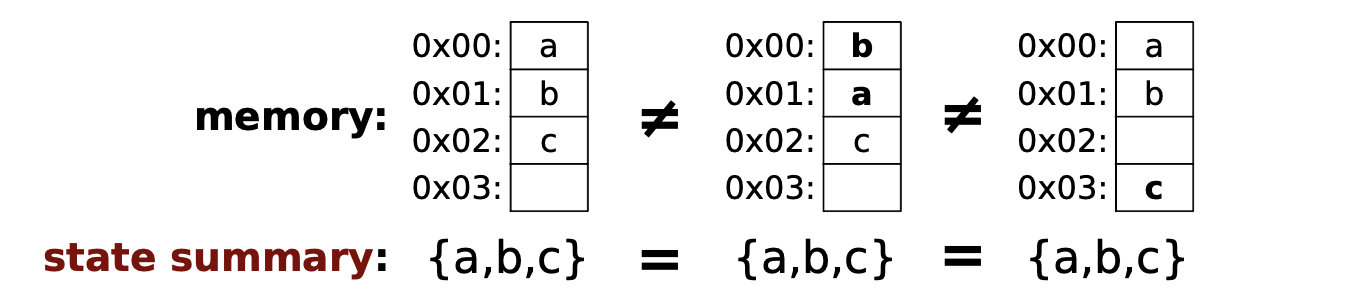 0x00: a 0x00: b 0x00: a
0x01: b 0x01: a 0x01: b
memory: ≠ ≠
0x02: c 0x02: c 0x02:
0x03: 0x03: 0x03: c
state summary: {a,b,c} = {a,b,c} = {a,b,c}